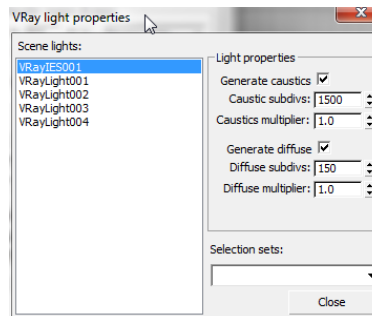 VRay light properties
Scene lights:
VRayIES001
VRayLight001
VRayLight002
VRayLight003
VRayLight004
Light properties
Generate caustics
Caustic subdivs: 1500
Caustics multiplier: 1.0
Generate diffuse
Diffuse subdivs: 150
Diffuse multiplier: 1.0
Selection sets:
Close